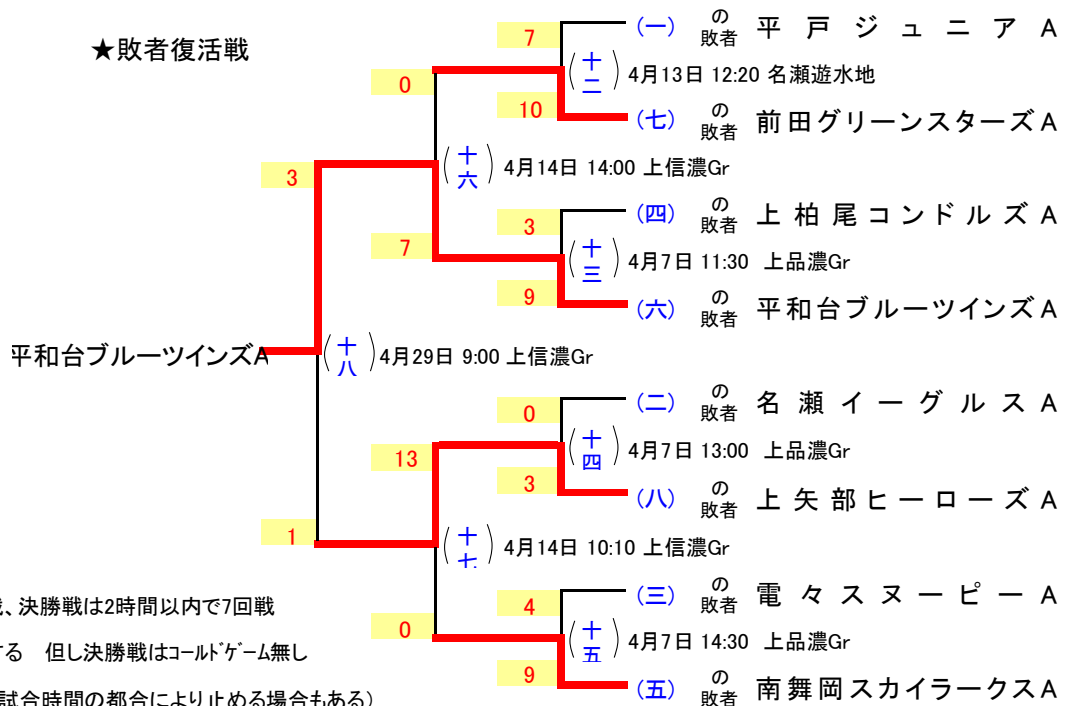 ★敗者復活戦
7
(一) の敗者 平戸ジュニア A
(十二) 4月13日 12:20 名瀬遊水地
0
10
(七) の敗者 前田グリーンスターズA
(十六) 4月14日 14:00 上信濃Gr
3
3
(四) の敗者 上柏尾コンドルズ A
7
(十三) 4月7日 11:30 上品濃Gr
9
(六) の敗者 平和台ブルーツインズA
平和台ブルーツインズA
(十八) 4月29日 9:00 上信濃Gr
0
(二) の敗者 名瀬イーグルス A
13
(十四) 4月7日 13:00 上品濃Gr
3
(八) の敗者 上矢部ヒーローズ A
1
(十七) 4月14日 10:10 上信濃Gr
4
(三) の敗者 電々スヌーピー A
、決勝戦は2時間以内で7回戦
0
(十五) 4月7日 14:30 上品濃Gr
する 但し決勝戦はコールドゲーム無し
9
(五) の敗者 南舞岡スカイラークスA
試合時間の都合により止める場合もある）